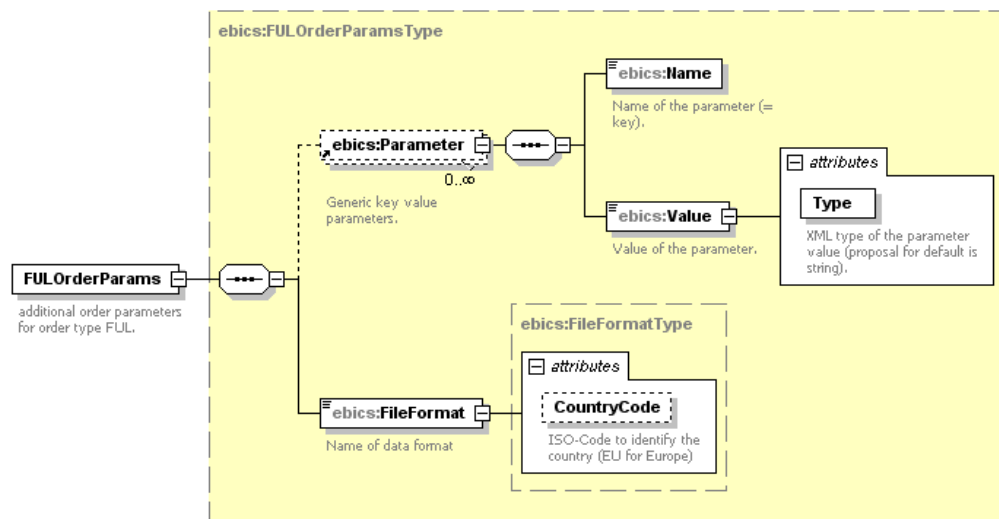 ebics:FULOrderParamsType
ebics:Name
Name of the parameter (=
key).
ebics:Parameter
0..∞
Generic key value
parameters.
attributes
Type
XML type of the parameter
value (proposal for default is
string).
ebics:Value
Value of the parameter.
FULOrderParams
additional order parameters
for order type FUL.
ebics:FileFormatType
attributes
CountryCode
ISO-Code to identify the
country (EU for Europe)
ebics:FileFormat
Name of data format